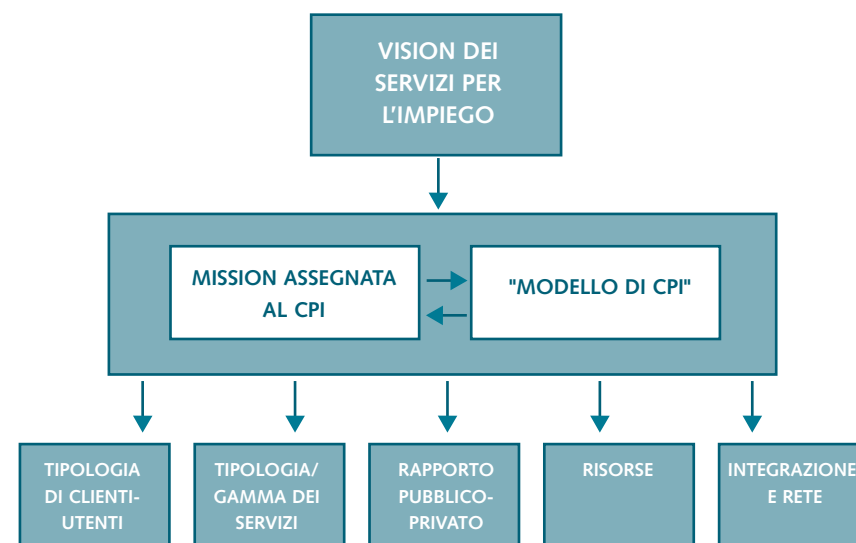 VISION DEI
SERVIZI PER
L'IMPIEGO
MISSION ASSEGNATA
AL CPI
"MODELLO DI CPI"
TIPOLOGIA
DI CLIENTI-
UTENTI
TIPOLOGIA/
GAMMA DEI
SERVIZI
RAPPORTO
PUBBLICO-
PRIVATO
RISORSE
INTEGRAZIONE
E RETE